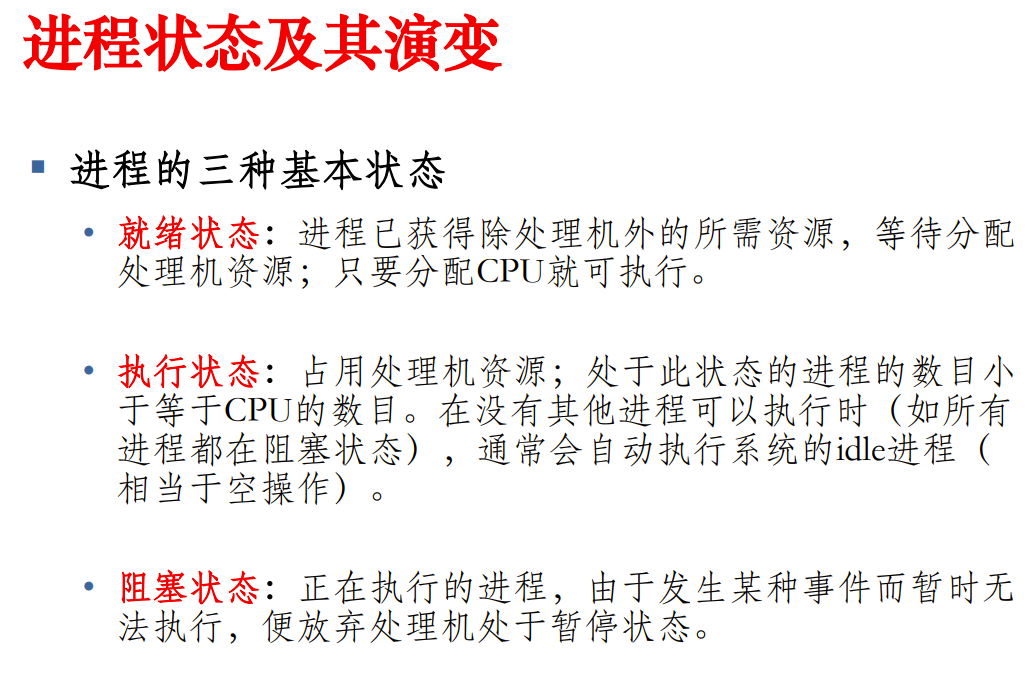 进程状态及其演变
▪ 进程的三种基本状态
• 就绪状态：进程已获得除处理机外的所需资源，等待分配
处理机资源；只要分配CPU就可执行。
• 执行状态：占用处理机资源；处于此状态的进程的数目小
于等于CPU的数目。在没有其他进程可以执行时（如所有
进程都在阻塞状态），通常会自动执行系统的idle进程（
相当于空操作）。
• 阻塞状态：正在执行的进程，由于发生某种事件而暂时无
法执行，便放弃处理机处于暂停状态。